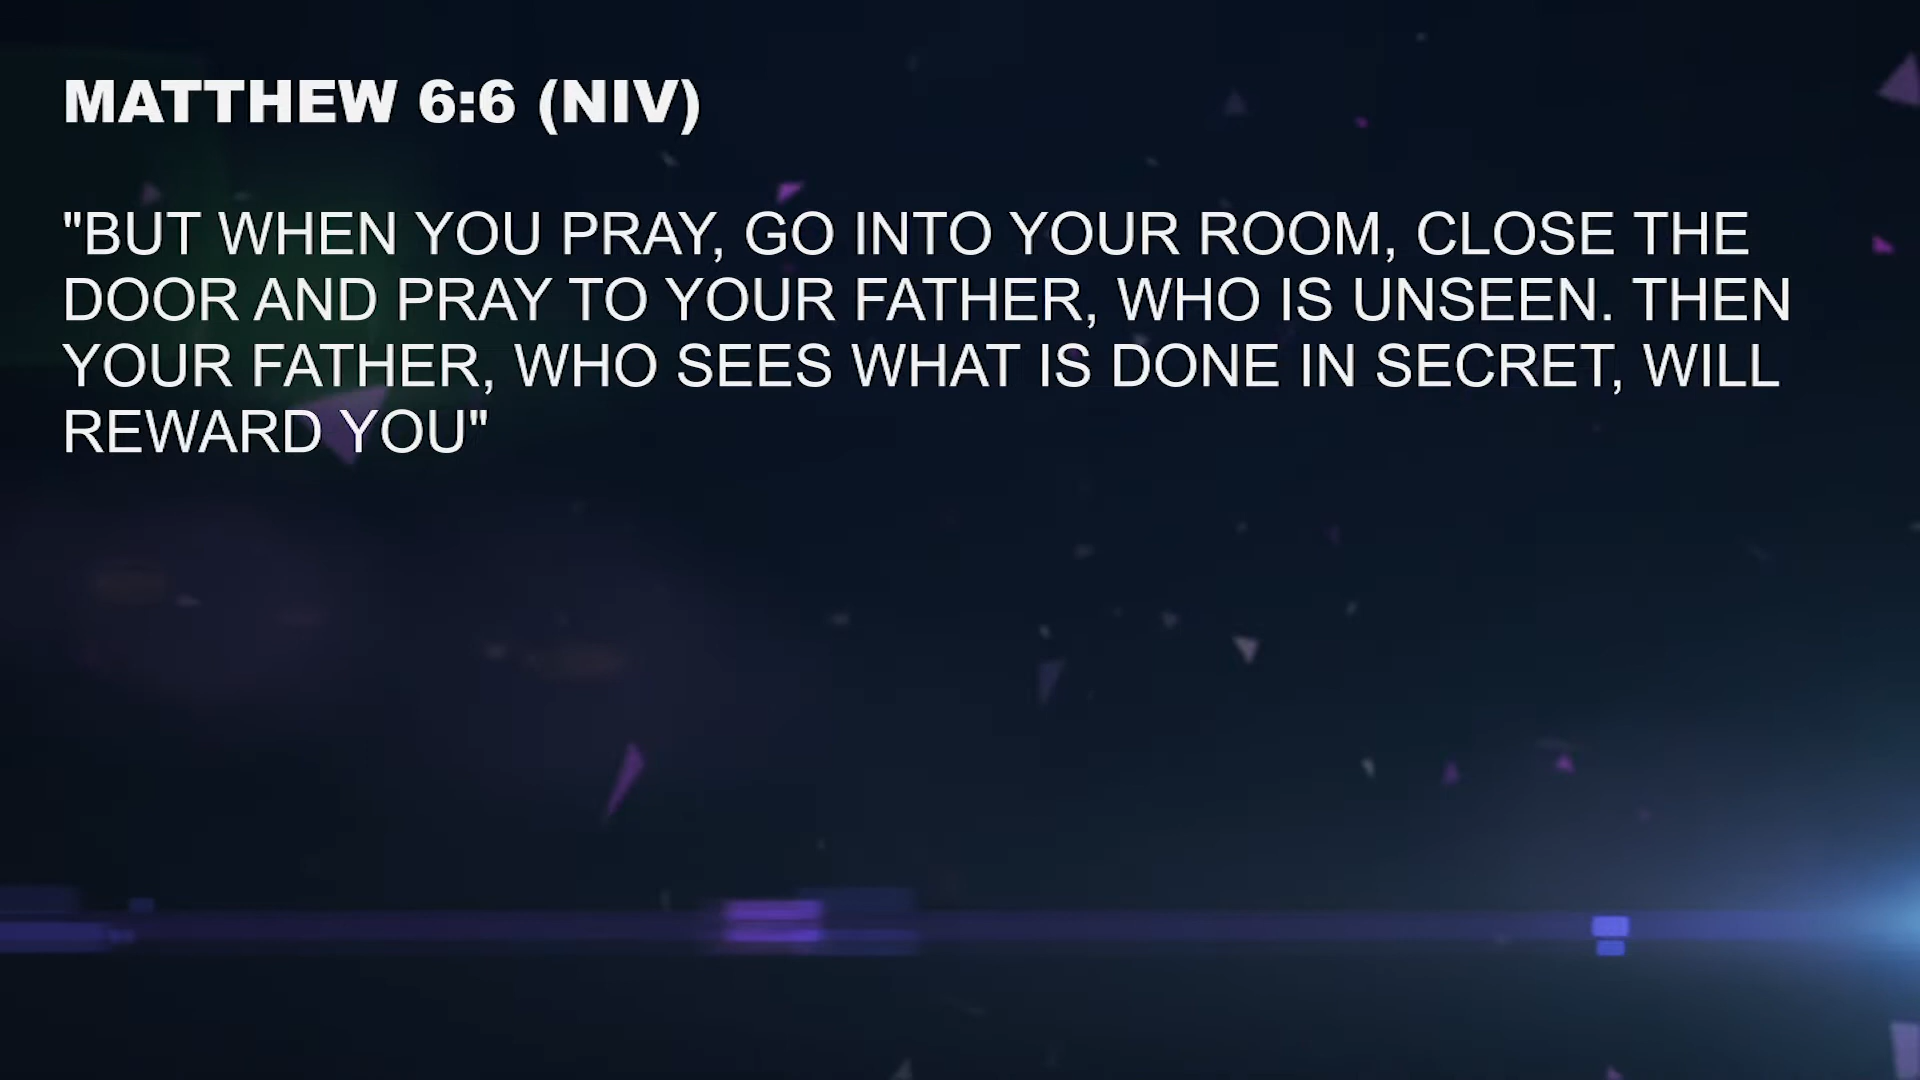 MATTHEW 6:6 (NIV)
"BUT WHEN YOU PRAY, GO INTO YOUR ROOM, CLOSE THE
DOOR AND PRAY TO YOUR FATHER, WHO IS UNSEEN. THEN
YOUR FATHER, WHO SEES WHAT IS DONE IN SECRET, WILL
REWARD YOU"